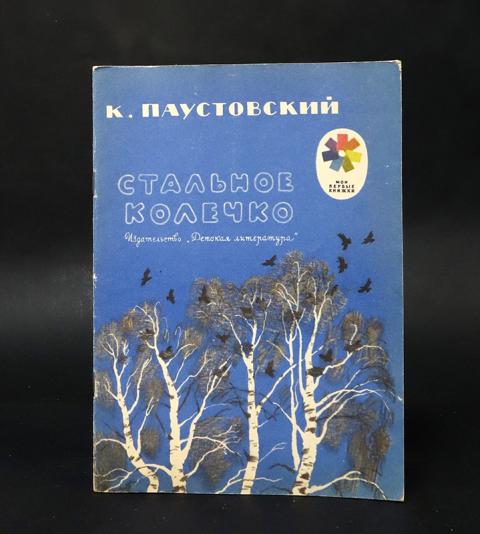 К. ПАУСТОВСКИЙ
МОИ
ПЕРВЫЕ
КНИЖКИ
СТАЛЬНОЕ
КОЛЕЧКО
Издательство „Детская литература"